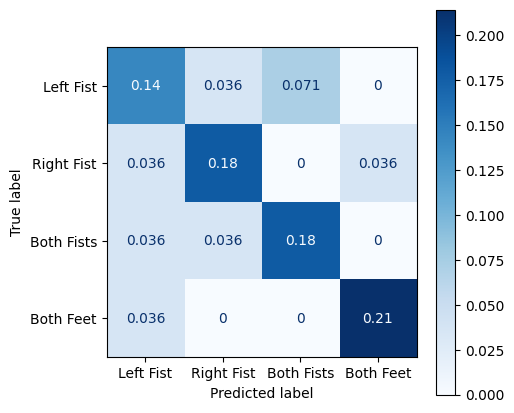 True label
Left Fist 0.14 0.036 0.071 0
Right Fist 0.036 0.18 0 0.036
Both Fists 0.036 0.036 0.18 0
Both Feet 0.036 0 0 0.21
Left Fist Right Fist Both Fists Both Feet
Predicted label
0.200
0.175
0.150
0.125
0.100
0.075
0.050
0.025
0.000